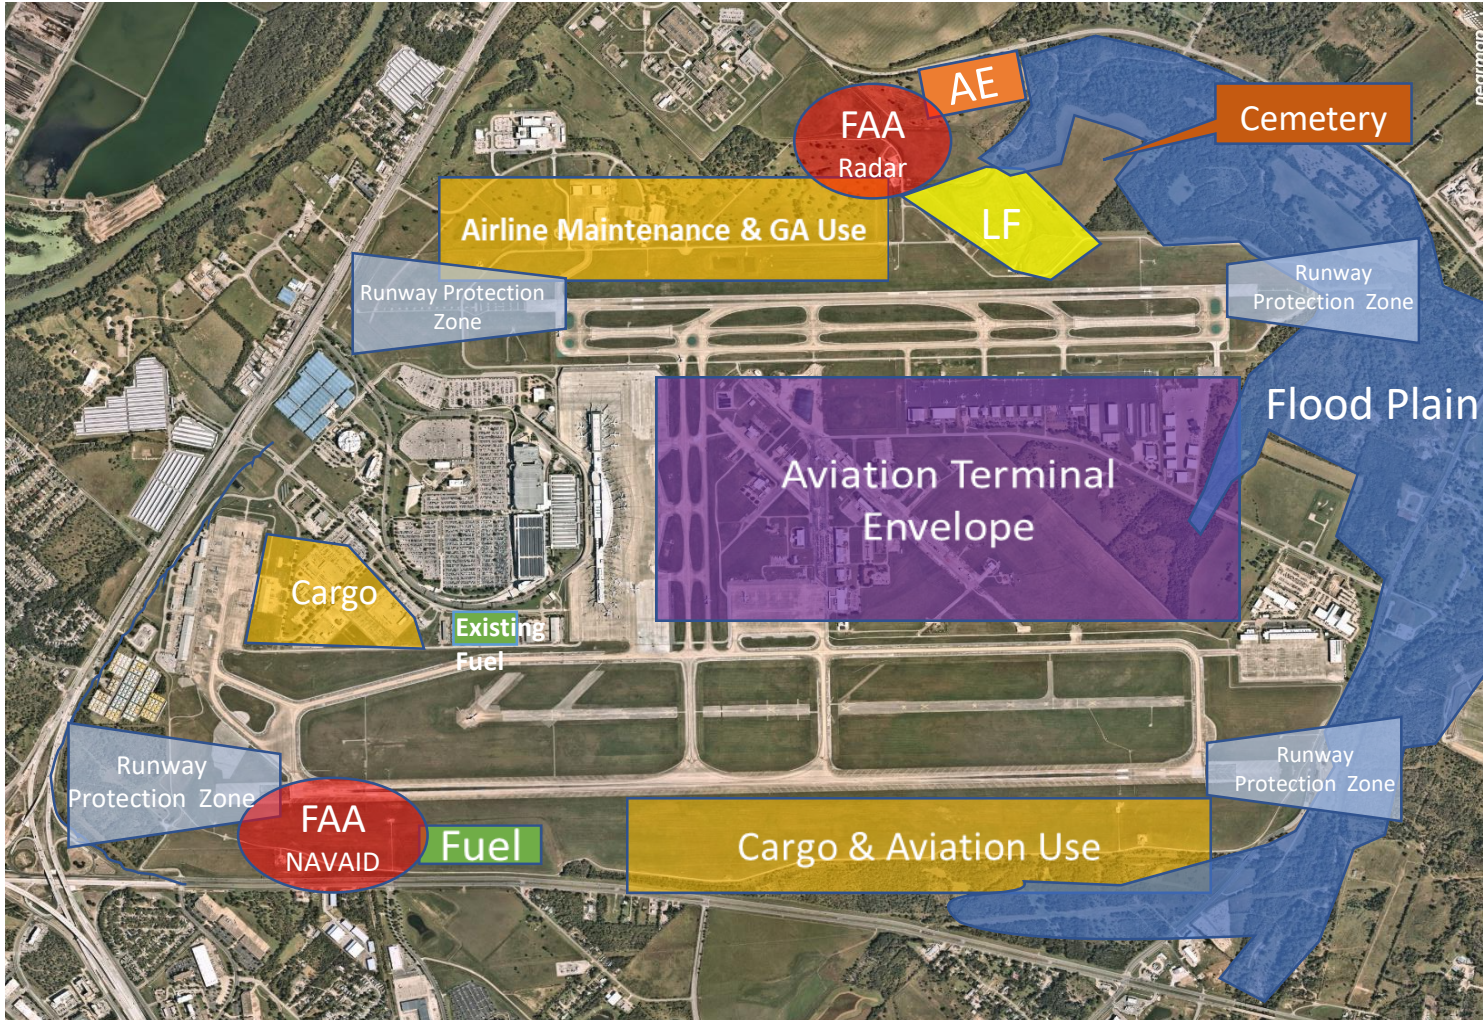 nearmap
AE
FAA
Radar
Cemetery
Airline Maintenance & GA Use
LF
Runway Protection
Zone
Runway
Protection Zone
Flood Plain
Aviation Terminal
Envelope
Cargo
Existing
Fuel
Runway
Protection Zone
Runway
Protection Zone
FAA
NAVAID
Fuel
Cargo & Aviation Use